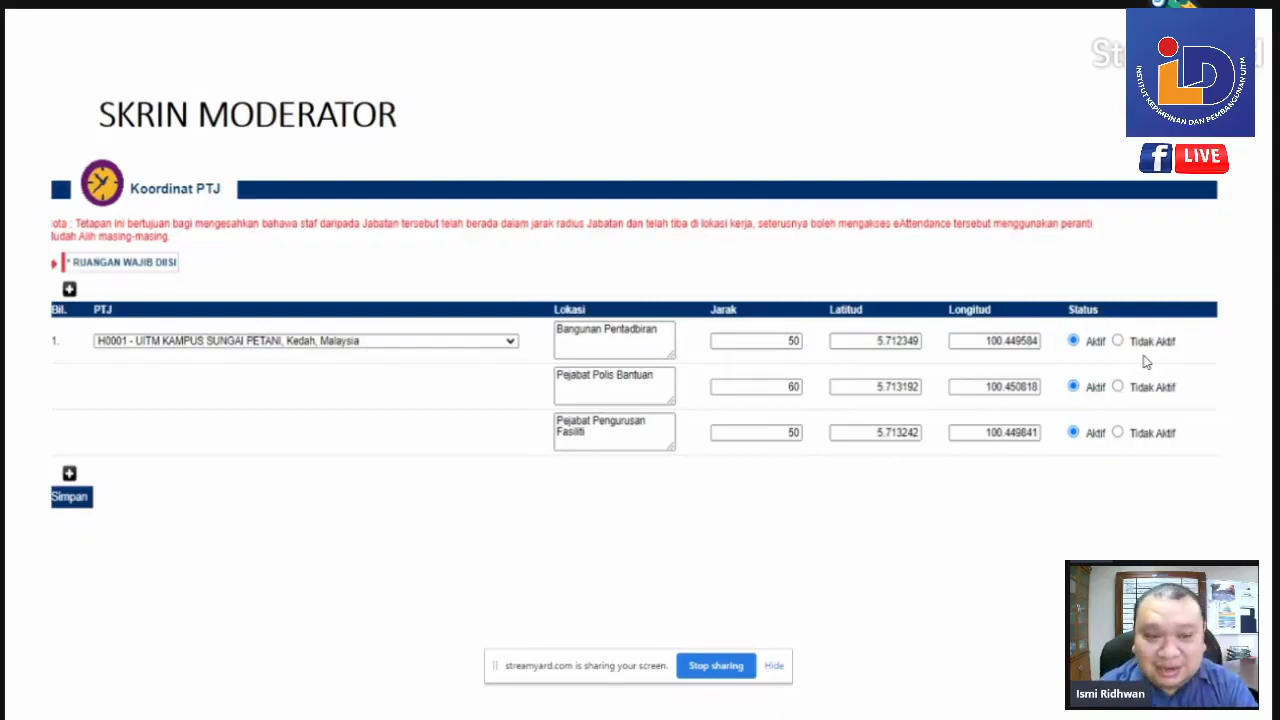 SKRIN MODERATOR
INSTITUT KEPIMPINAN DAN PEMBANGUNAN UITM
f LIVE
Koordinat PTJ
ota : Tetapan ini bertujuan bagi mengesahkan bahawa staf daripada Jabatan tersebut telah berada dalam jarak radius Jabatan dan telah tiba di lokasi kerja, seterusnya boleh mengakses eAttendance tersebut menggunakan peranti
udah Alih masing-masing.
* RUANGAN WAJIB DIISI
Bil. PTJ Lokasi Jarak Latitud Longitud Status
1. H0001 - UITM KAMPUS SUNGAI PETANI, Kedah, Malaysia Bangunan Pentadbiran 50 5.712349 100.449584 Aktif Tidak Aktif
Pejabat Polis Bantuan 60 5.713192 100.450818 Aktif Tidak Aktif
Pejabat Pengurusan
Fasiliti 50 5.713242 100.449841 Aktif Tidak Aktif
Simpan
streamyard.com is sharing your screen. Stop sharing Hide
Ismi Ridhwan